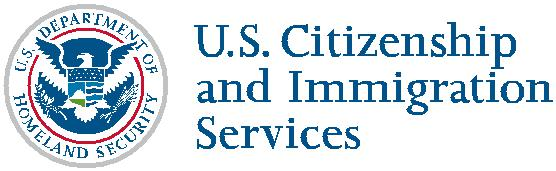 U.S. DEPARTMENT OF
HOMELAND SECURITY
U.S. Citizenship
and Immigration
Services